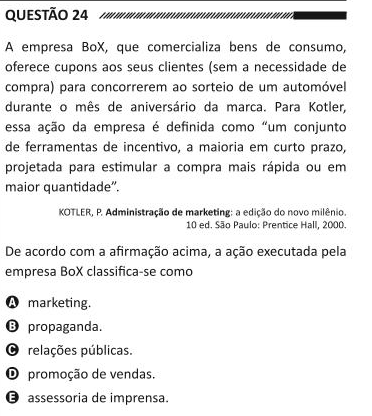 QUESTÃO 24
A empresa BoX, que comercializa bens de consumo,
oferece cupons aos seus clientes (sem a necessidade de
compra) para concorrerem ao sorteio de um automóvel
durante o mês de aniversário da marca. Para Kotler,
essa ação da empresa é definida como “um conjunto
de ferramentas de incentivo, a maioria em curto prazo,
projetada para estimular a compra mais rápida ou em
maior quantidade”.
KOTLER, P. Administração de marketing: a edição do novo milênio.
10 ed. São Paulo: Prentice Hall, 2000.
De acordo com a afirmação acima, a ação executada pela
empresa BoX classifica-se como
A marketing.
B propaganda.
C relações públicas.
D promoção de vendas.
E assessoria de imprensa.